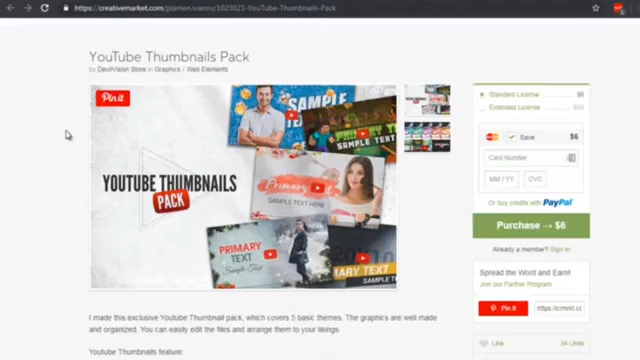 https://creativemarket.com/plamen.ivanov/1023021-YouTube-Thumbnails-Pack
YouTube Thumbnails Pack
by DevilVision Store in Graphics / Web Elements
Pin it
SAMPLE
TEXT
PRIMARY
SAMPLE TEXT
YOUTUBE THUMBNAILS
PACK
Primary
SAMPLE TEXT HERE
PRIMARY
TEXT
Sample Text
MARY
TEXT
Standard License $6
Extended License
Save $6
Card Number
MM / YY CVC
Or buy credits with PayPal
Purchase → $6
Already a member? Sign In
Spread the Word and Earn!
Join our Partner Program
Pin it https://crmrkt.cc
Like 34 Likes
I made this exclusive Youtube Thumbnail pack, which covers 5 basic themes. The graphics are well made
and organized. You can easily edit the files and arrange them to your likings.
Youtube Thumbnails feature: